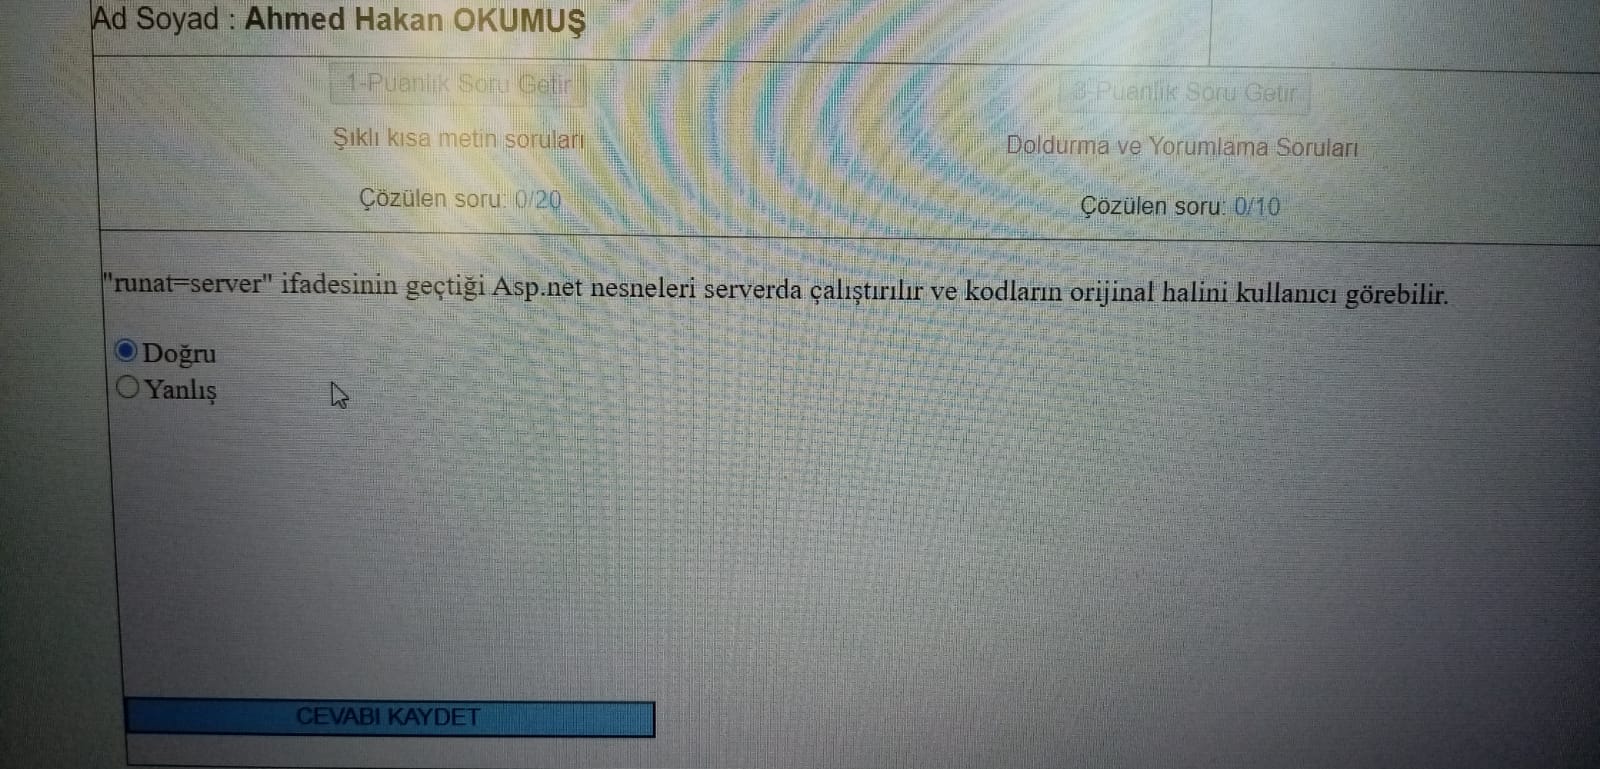 Ad Soyad : Ahmed Hakan OKUMUŞ
1-Puanlık Soru Getir
3-Puanlık Soru Getir
Şıklı kısa metin soruları
Doldurma ve Yorumlama Soruları
Çözülen soru: 0/20
Çözülen soru: 0/10
"runat=server" ifadesinin geçtiği Asp.net nesneleri serverda çalıştırılır ve kodların orijinal halini kullanıcı görebilir.
Doğru
Yanlış
CEVABI KAYDET